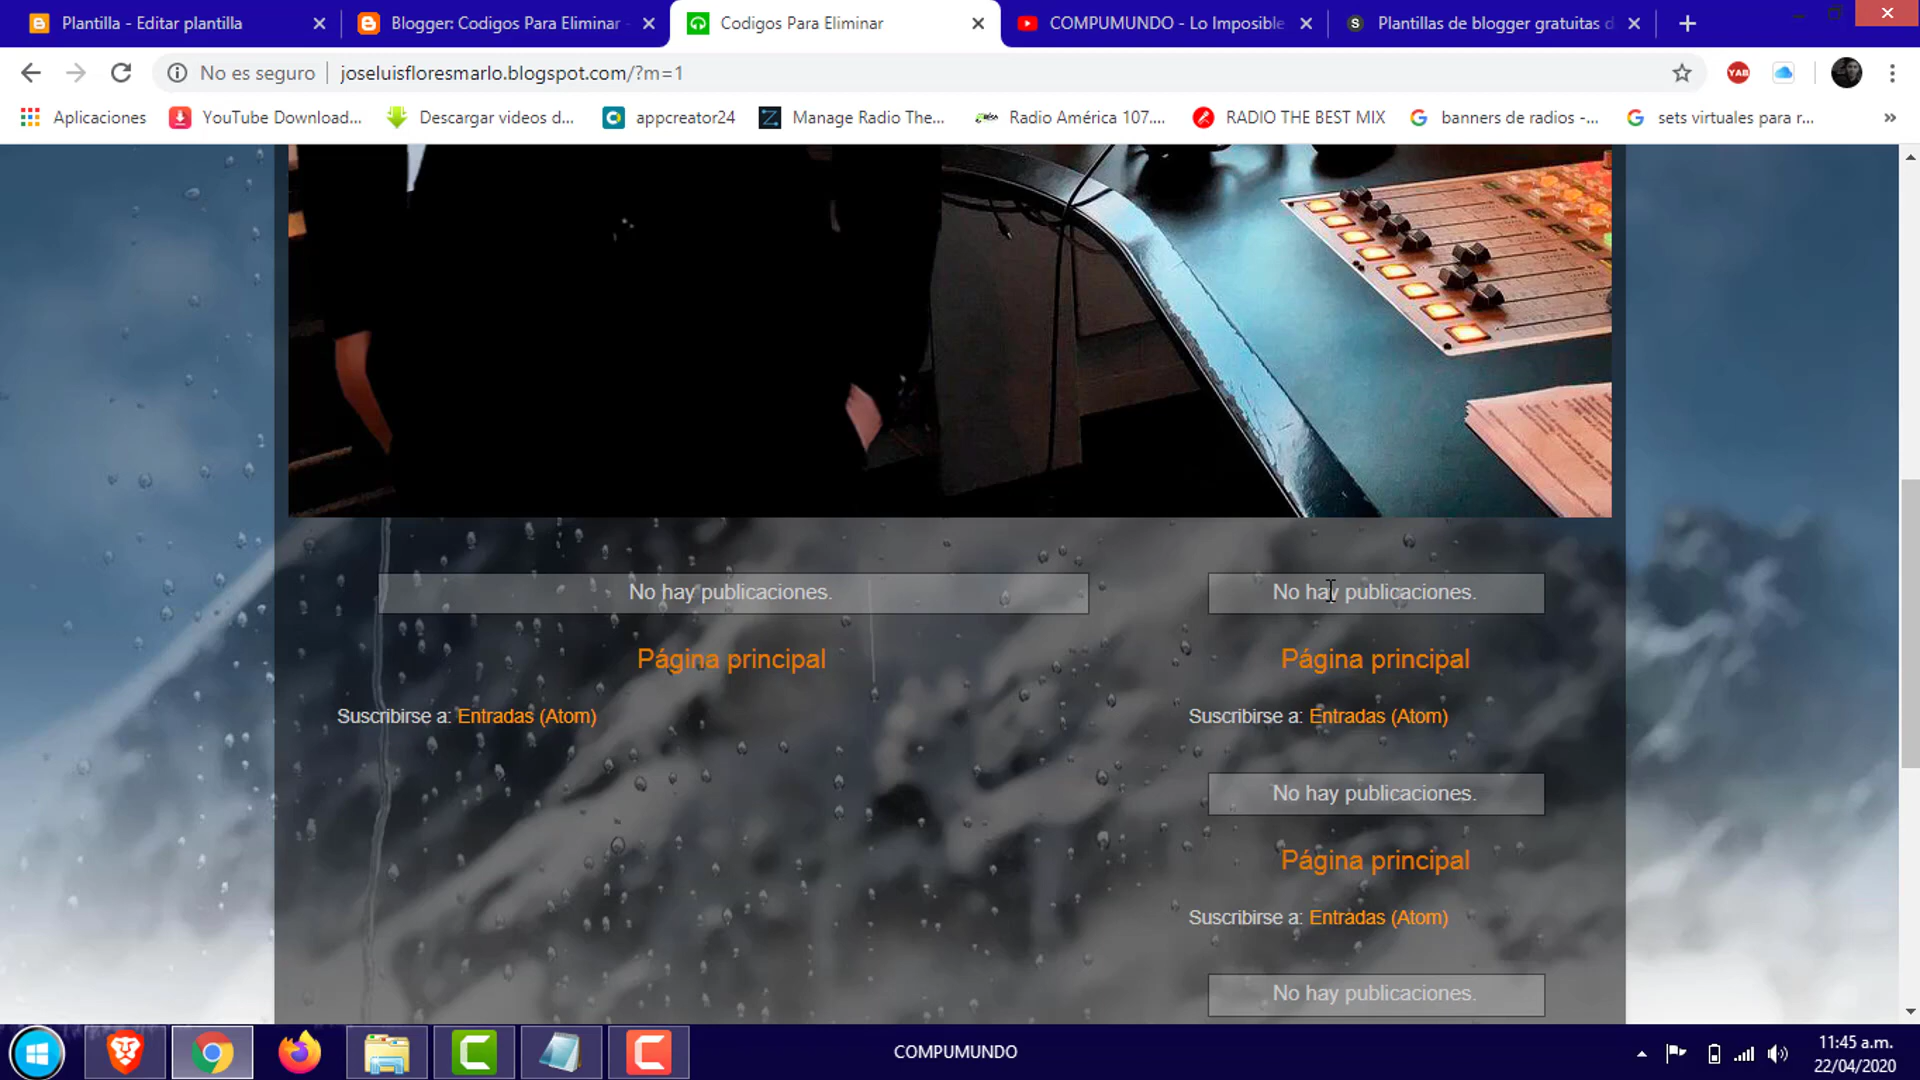 Plantilla - Editar plantilla
Blogger: Codigos Para Eliminar -
Codigos Para Eliminar
COMPUMUNDO - Lo Imposible
Plantillas de blogger gratuitas d
No es seguro
joseluisfloresmarlo.blogspot.com/?m=1
YAB
Aplicaciones
YouTube Download...
Descargar videos d...
appcreator24
Manage Radio The...
Radio América 107....
RADIO THE BEST MIX
banners de radios -...
sets virtuales para r...
No hay publicaciones.
No hay publicaciones.
Página principal
Página principal
Suscribirse a: Entradas (Atom)
Suscribirse a: Entradas (Atom)
No hay publicaciones.
Página principal
Suscribirse a: Entradas (Atom)
No hay publicaciones.
COMPUMUNDO
11:45 a.m.
22/04/2020